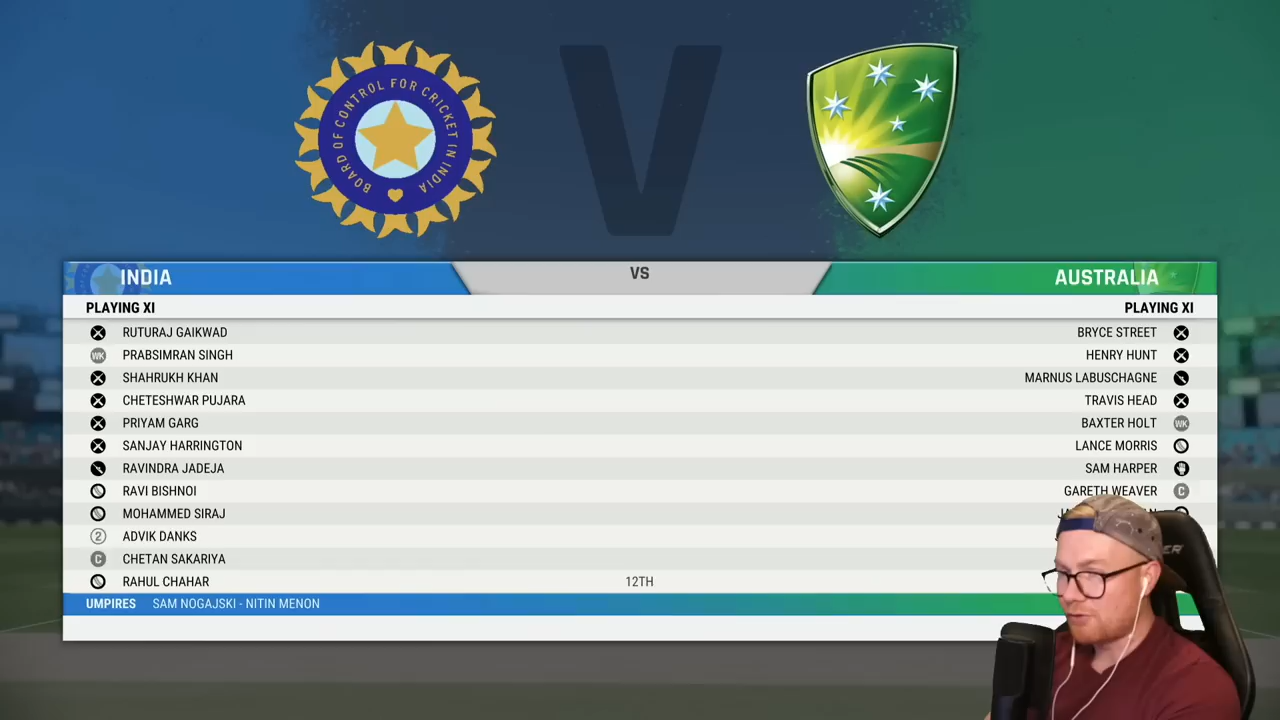 V
BOARD OF CONTROL FOR CRICKET IN INDIA
INDIA VS AUSTRALIA
PLAYING XI PLAYING XI
RUTURAJ GAIKWAD BRYCE STREET
WK PRABSIMRAN SINGH HENRY HUNT
SHAHRUKH KHAN MARNUS LABUSCHAGNE
CHETESHWAR PUJARA TRAVIS HEAD
PRIYAM GARG BAXTER HOLT WK
SANJAY HARRINGTON LANCE MORRIS
RAVINDRA JADEJA SAM HARPER
RAVI BISHNOI GARETH WEAVER C
MOHAMMED SIRAJ
2 ADVIK DANKS
C CHETAN SAKARIYA
RAHUL CHAHAR 12TH
UMPIRES SAM NOGAJSKI - NITIN MENON